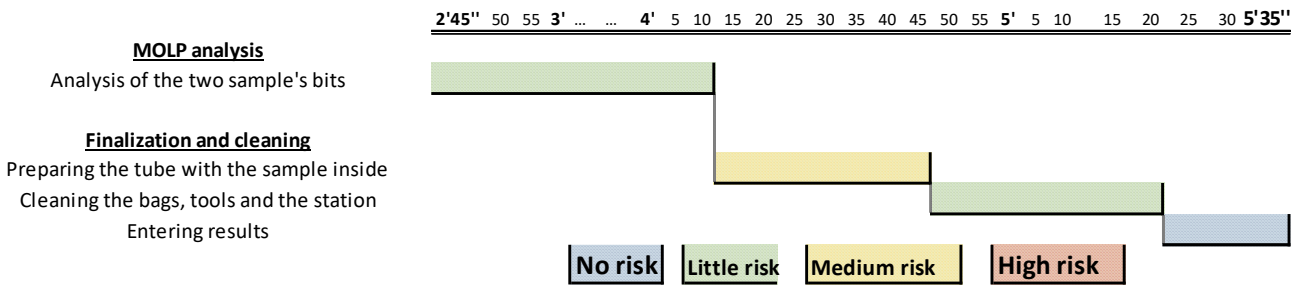 2'45'' 50 55 3' ... ... 4' 5 10 15 20 25 30 35 40 45 50 55 5' 5 10 15 20 25 30 5'35''
MOLP analysis
Analysis of the two sample's bits
Finalization and cleaning
Preparing the tube with the sample inside
Cleaning the bags, tools and the station
Entering results
No risk Little risk Medium risk High risk